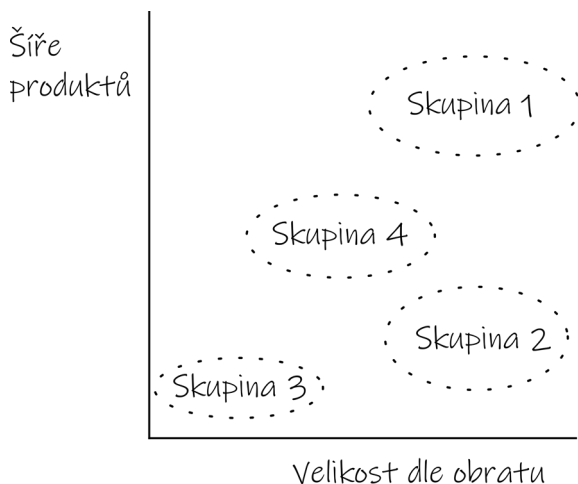 Šíře
produktů
Skupina 1
Skupina 4
Skupina 2
Skupina 3
Velikost dle obratu